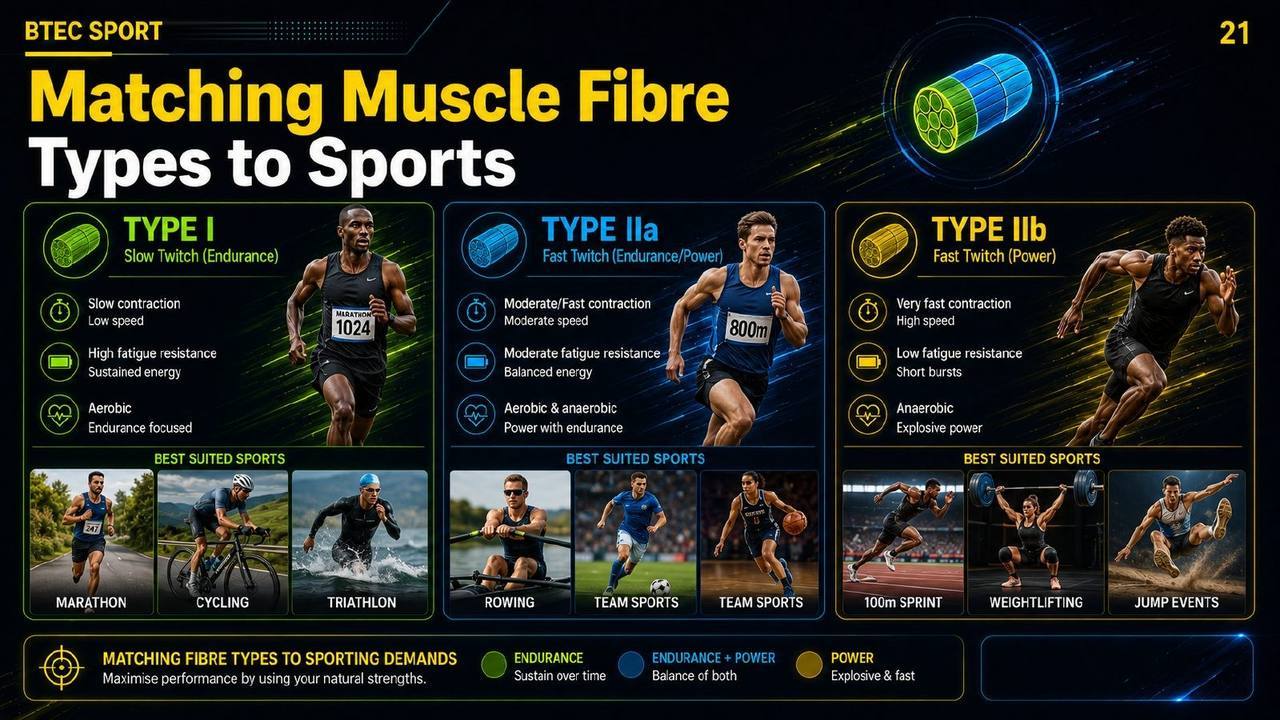 BTEC SPORT
21
Matching Muscle Fibre
Types to Sports
TYPE I
Slow Twitch (Endurance)
Slow contraction
Low speed
High fatigue resistance
Sustained energy
Aerobic
Endurance focused
MARATHON
1024
BEST SUITED SPORTS
247
MARATHON
CYCLING
TRIATHLON
TYPE IIa
Fast Twitch (Endurance/Power)
Moderate/Fast contraction
Moderate speed
Moderate fatigue resistance
Balanced energy
Aerobic & anaerobic
Power with endurance
800m
BEST SUITED SPORTS
ROWING
TEAM SPORTS
TEAM SPORTS
TYPE IIb
Fast Twitch (Power)
Very fast contraction
High speed
Low fatigue resistance
Short bursts
Anaerobic
Explosive power
BEST SUITED SPORTS
100m SPRINT
WEIGHTLIFTING
JUMP EVENTS
MATCHING FIBRE TYPES TO SPORTING DEMANDS
Maximise performance by using your natural strengths.
ENDURANCE
Sustain over time
ENDURANCE + POWER
Balance of both
POWER
Explosive & fast